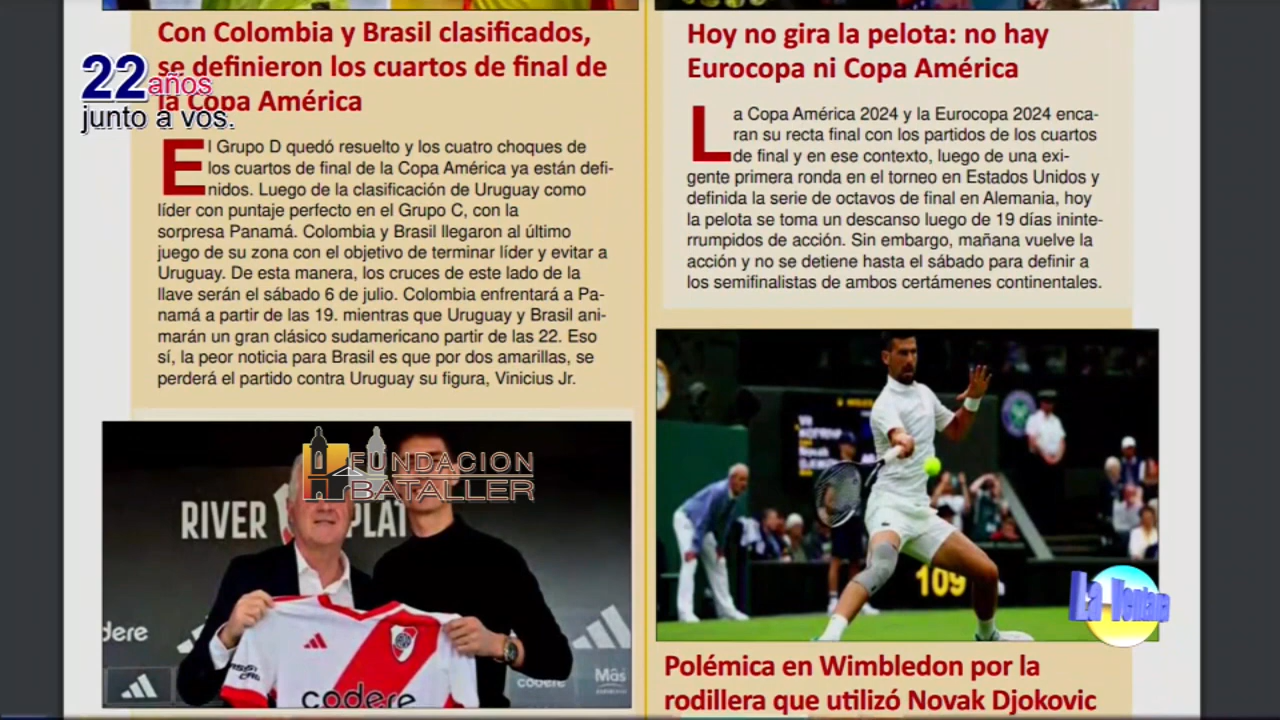 22 años
junto a vos.
Con Colombia y Brasil clasificados,
se definieron los cuartos de final de
la Copa América
El Grupo D quedó resuelto y los cuatro choques de
los cuartos de final de la Copa América ya están defi-
nidos. Luego de la clasificación de Uruguay como
líder con puntaje perfecto en el Grupo C, con la
sorpresa Panamá. Colombia y Brasil llegaron al último
juego de su zona con el objetivo de terminar líder y evitar a
Uruguay. De esta manera, los cruces de este lado de la
llave serán el sábado 6 de julio. Colombia enfrentará a Pa-
namá a partir de las 19. mientras que Uruguay y Brasil ani-
marán un gran clásico sudamericano partir de las 22. Eso
sí, la peor noticia para Brasil es que por dos amarillas, se
perderá el partido contra Uruguay su figura, Vinicius Jr.
FUNDACION
BATALLER
RIVER PLAT
dere
codere
codere
Más
Hoy no gira la pelota: no hay
Eurocopa ni Copa América
La Copa América 2024 y la Eurocopa 2024 enca-
ran su recta final con los partidos de los cuartos
de final y en ese contexto, luego de una exi-
gente primera ronda en el torneo en Estados Unidos y
definida la serie de octavos de final en Alemania, hoy
la pelota se toma un descanso luego de 19 días ininte-
rrumpidos de acción. Sin embargo, mañana vuelve la
acción y no se detiene hasta el sábado para definir a
los semifinalistas de ambos certámenes continentales.
109
La Ventana
Polémica en Wimbledon por la
rodillera que utilizó Novak Djokovic